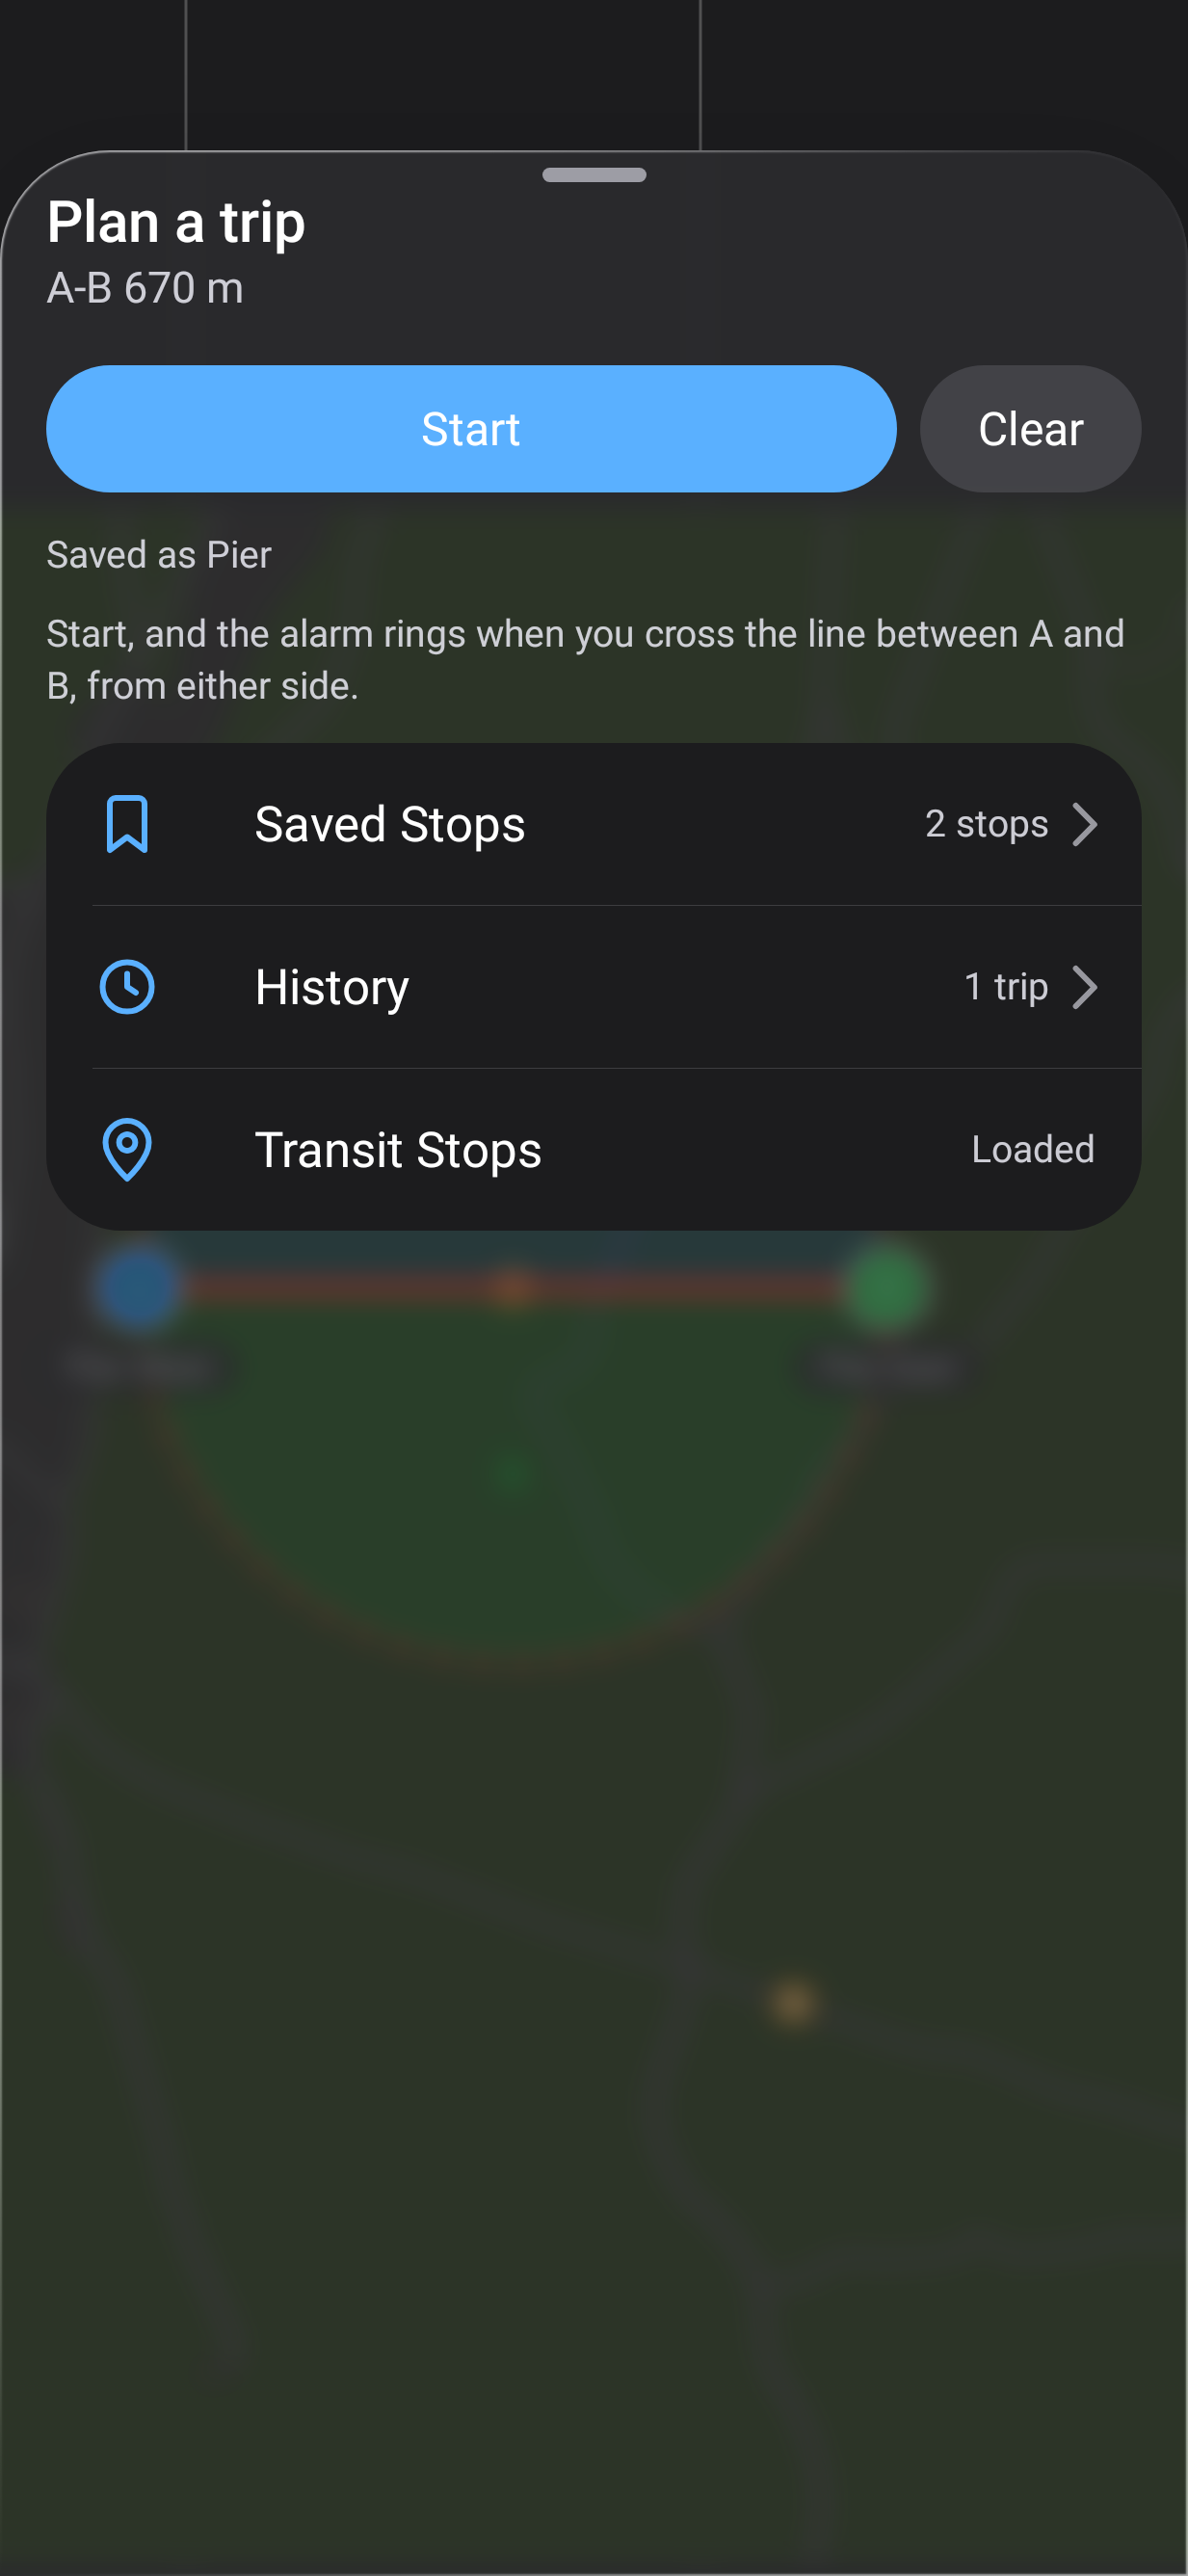 Plan a trip
A-B 670 m
Start
Clear
Saved as Pier
Start, and the alarm rings when you cross the line between A and
B, from either side.
Saved Stops
2 stops
History
1 trip
Transit Stops
Loaded